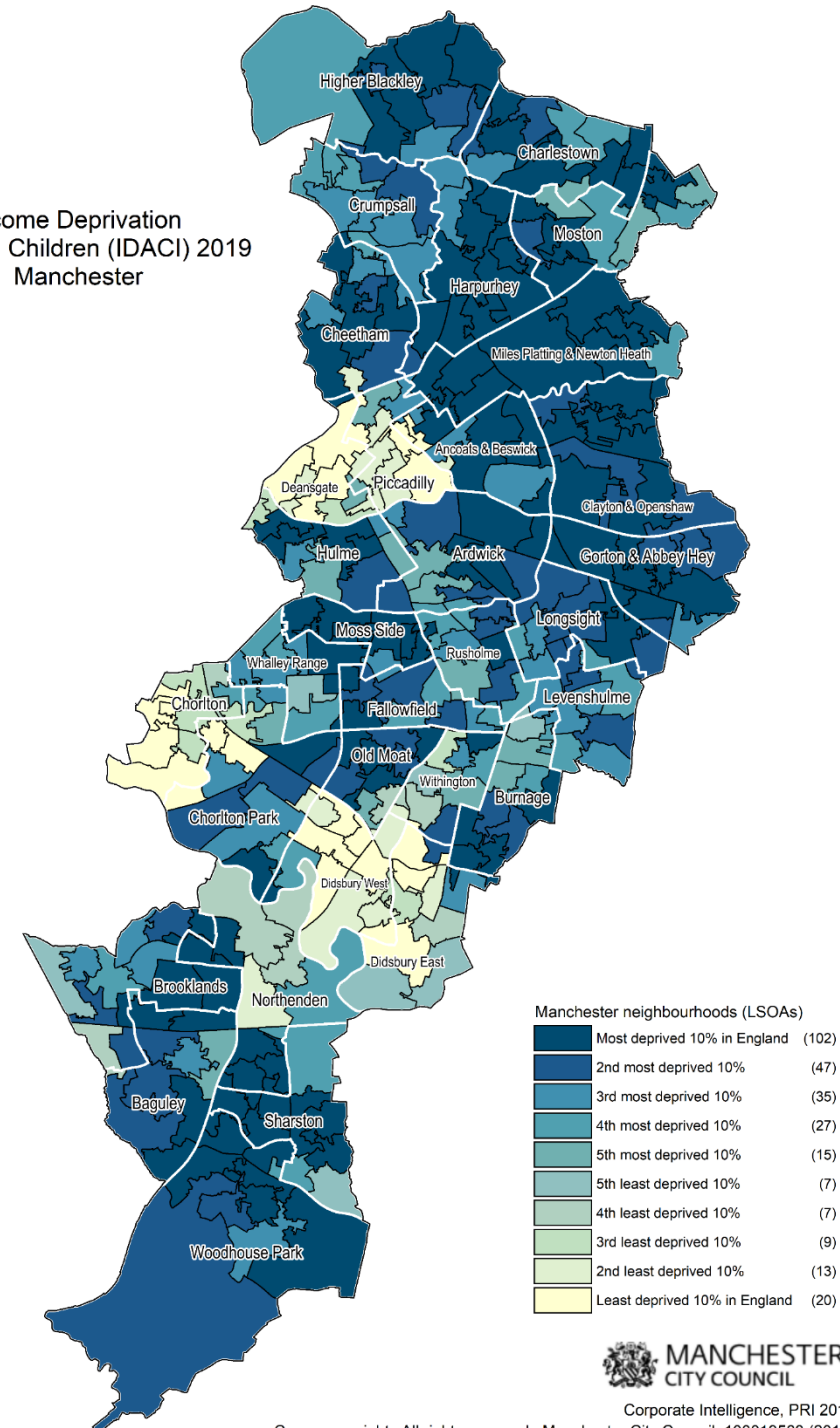 Children (IDACI) 2019
Manchester
Higher Blackley
Charlestown
Crumpsall
Moston
Harpurhey
Cheetham
Miles Platting & Newton Heath
Ancoats & Beswick
Deansgate
Piccadilly
Clayton & Openshaw
Hulme
Ardwick
Gorton & Abbey Hey
Longsight
Moss Side
Rusholme
Whalley Range
Levenshulme
Chorlton
Fallowfield
Old Moat
Withington
Burnage
Chorlton Park
Didsbury West
Didsbury East
Brooklands
Northenden
Baguley
Sharston
Woodhouse Park
Manchester neighbourhoods (LSOAs)
Most deprived 10% in England (102)
2nd most deprived 10% (47)
3rd most deprived 10% (35)
4th most deprived 10% (27)
5th most deprived 10% (15)
5th least deprived 10% (7)
4th least deprived 10% (7)
3rd least deprived 10% (9)
2nd least deprived 10% (13)
Least deprived 10% in England (20)
MANCHESTER
CITY COUNCIL
Corporate Intelligence, PRI 20